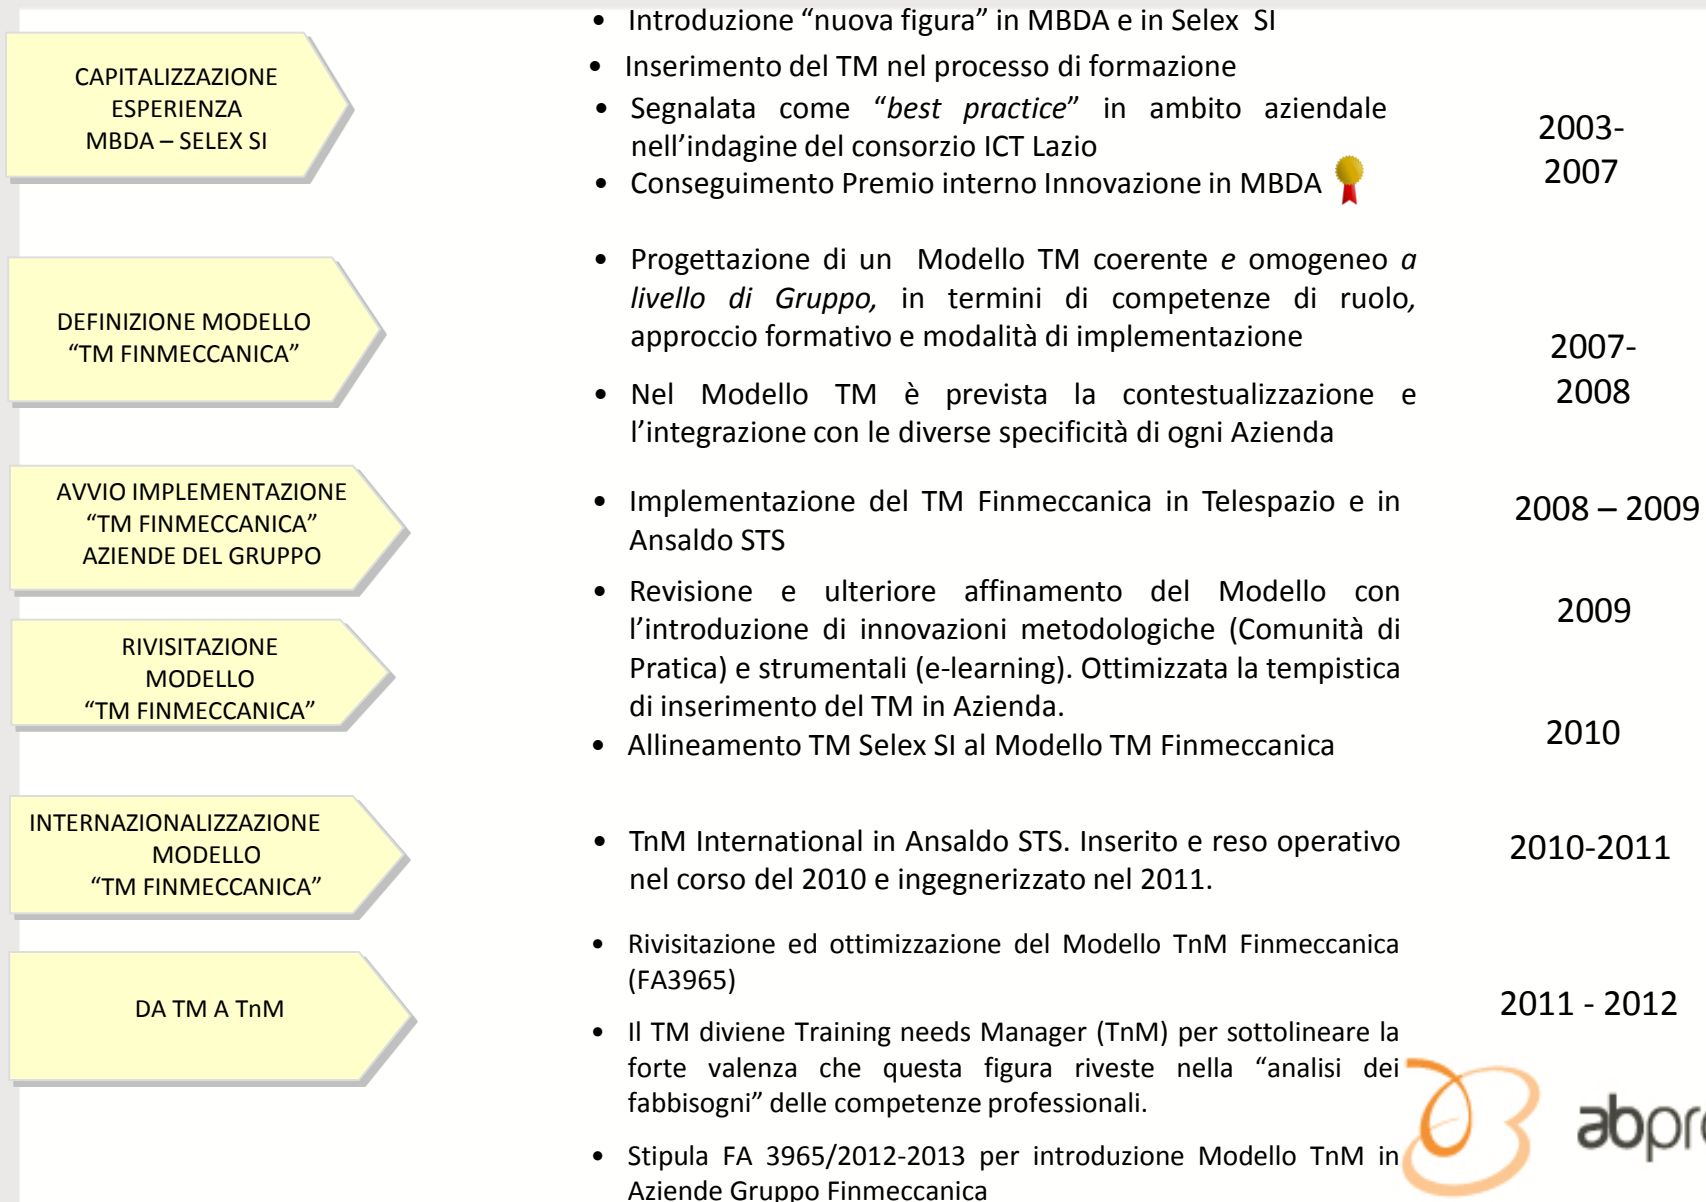 • Introduzione “nuova figura” in MBDA e in Selex SI
• Inserimento del TM nel processo di formazione
• Segnalata come “best practice” in ambito aziendale
nell’indagine del consorzio ICT Lazio
• Conseguimento Premio interno Innovazione in MBDA
CAPITALIZZAZIONE
ESPERIENZA
MBDA – SELEX SI
2003-
2007
DEFINIZIONE MODELLO
“TM FINMECCANICA”
• Progettazione di un Modello TM coerente e omogeneo a
livello di Gruppo, in termini di competenze di ruolo,
approccio formativo e modalità di implementazione
• Nel Modello TM è prevista la contestualizzazione e
l’integrazione con le diverse specificità di ogni Azienda
2007-
2008
AVVIO IMPLEMENTAZIONE
“TM FINMECCANICA”
AZIENDE DEL GRUPPO
• Implementazione del TM Finmeccanica in Telespazio e in
Ansaldo STS
2008 – 2009
RIVISITAZIONE
MODELLO
“TM FINMECCANICA”
• Revisione e ulteriore affinamento del Modello con
l’introduzione di innovazioni metodologiche (Comunità di
Pratica) e strumentali (e-learning). Ottimizzata la tempistica
di inserimento del TM in Azienda.
2009
• Allineamento TM Selex SI al Modello TM Finmeccanica
2010
INTERNAZIONALIZZAZIONE
MODELLO
“TM FINMECCANICA”
• TnM International in Ansaldo STS. Inserito e reso operativo
nel corso del 2010 e ingegnerizzato nel 2011.
2010-2011
DA TM A TnM
• Rivisitazione ed ottimizzazione del Modello TnM Finmeccanica
(FA3965)
• Il TM diviene Training needs Manager (TnM) per sottolineare la
forte valenza che questa figura riveste nella “analisi dei
fabbisogni” delle competenze professionali.
• Stipula FA 3965/2012-2013 per introduzione Modello TnM in
Aziende Gruppo Finmeccanica
2011 - 2012